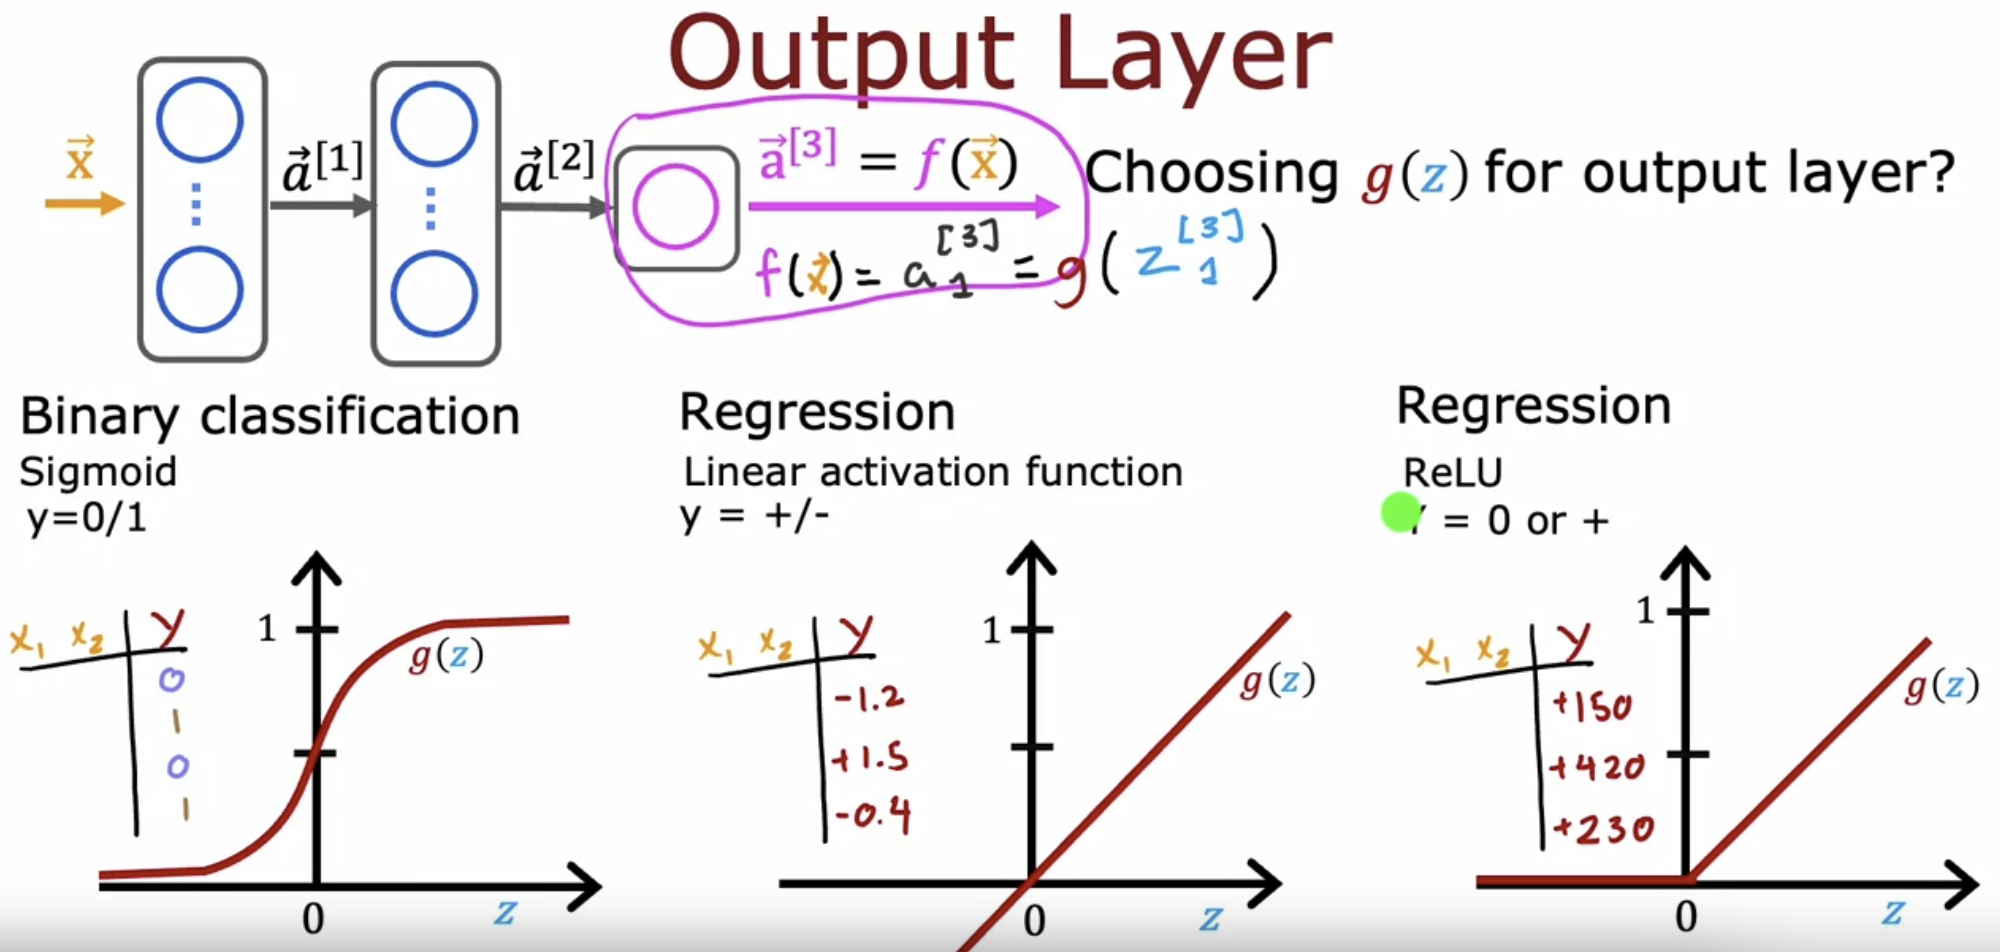 Output Layer
x⃗
a⃗[1]
a⃗[2]
a⃗[3] = f(x⃗)
f(x⃗) = a₁[3] = g(z₁[3])
Choosing g(z) for output layer?
Binary classification
Sigmoid
y=0/1
x₁ x₂ y
0
1
0
1
1
g(z)
0
z
Regression
Linear activation function
y = +/-
x₁ x₂ y
-1.2
+1.5
-0.4
1
g(z)
0
z
Regression
ReLU
Y = 0 or +
x₁ x₂ y
+150
+420
+230
1
g(z)
0
z